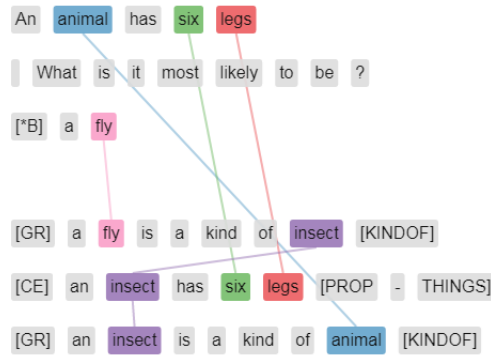 An animal has six legs
What is it most likely to be ?
[*B] a fly
[GR] a fly is a kind of insect [KINDOF]
[CE] an insect has six legs [PROP - THINGS]
[GR] an insect is a kind of animal [KINDOF]